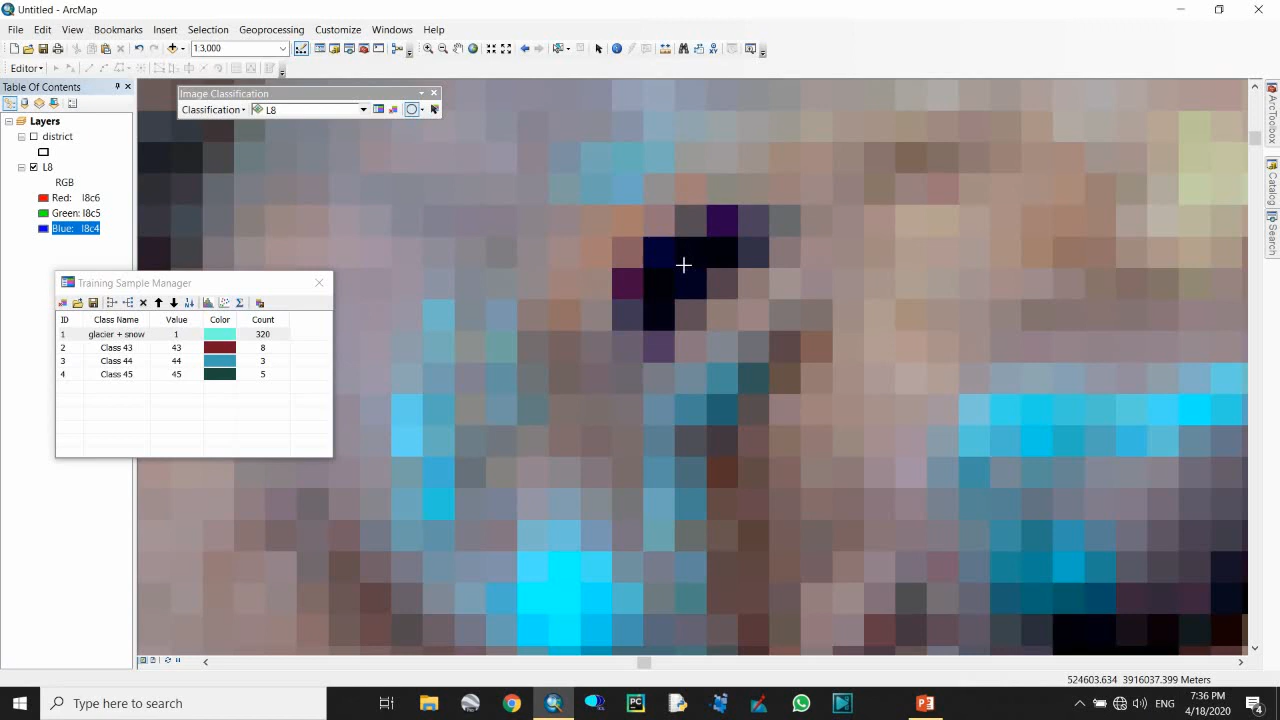 Untitled - ArcMap
File Edit View Bookmarks Insert Selection Geoprocessing Customize Windows Help
1:3,000
Editor
Table Of Contents
Layers
district
L8
RGB
Red: l8c6
Green: l8c5
Blue: l8c4
Image Classification
Classification L8
Training Sample Manager
ID Class Name Value Color Count
1 glacier + snow 1 320
2 Class 43 43 8
3 Class 44 44 3
4 Class 45 45 5
ArcToolbox
Catalog
Search
524603.634 3916037.399 Meters
Type here to search
ENG
7:36 PM
4/18/2020
4